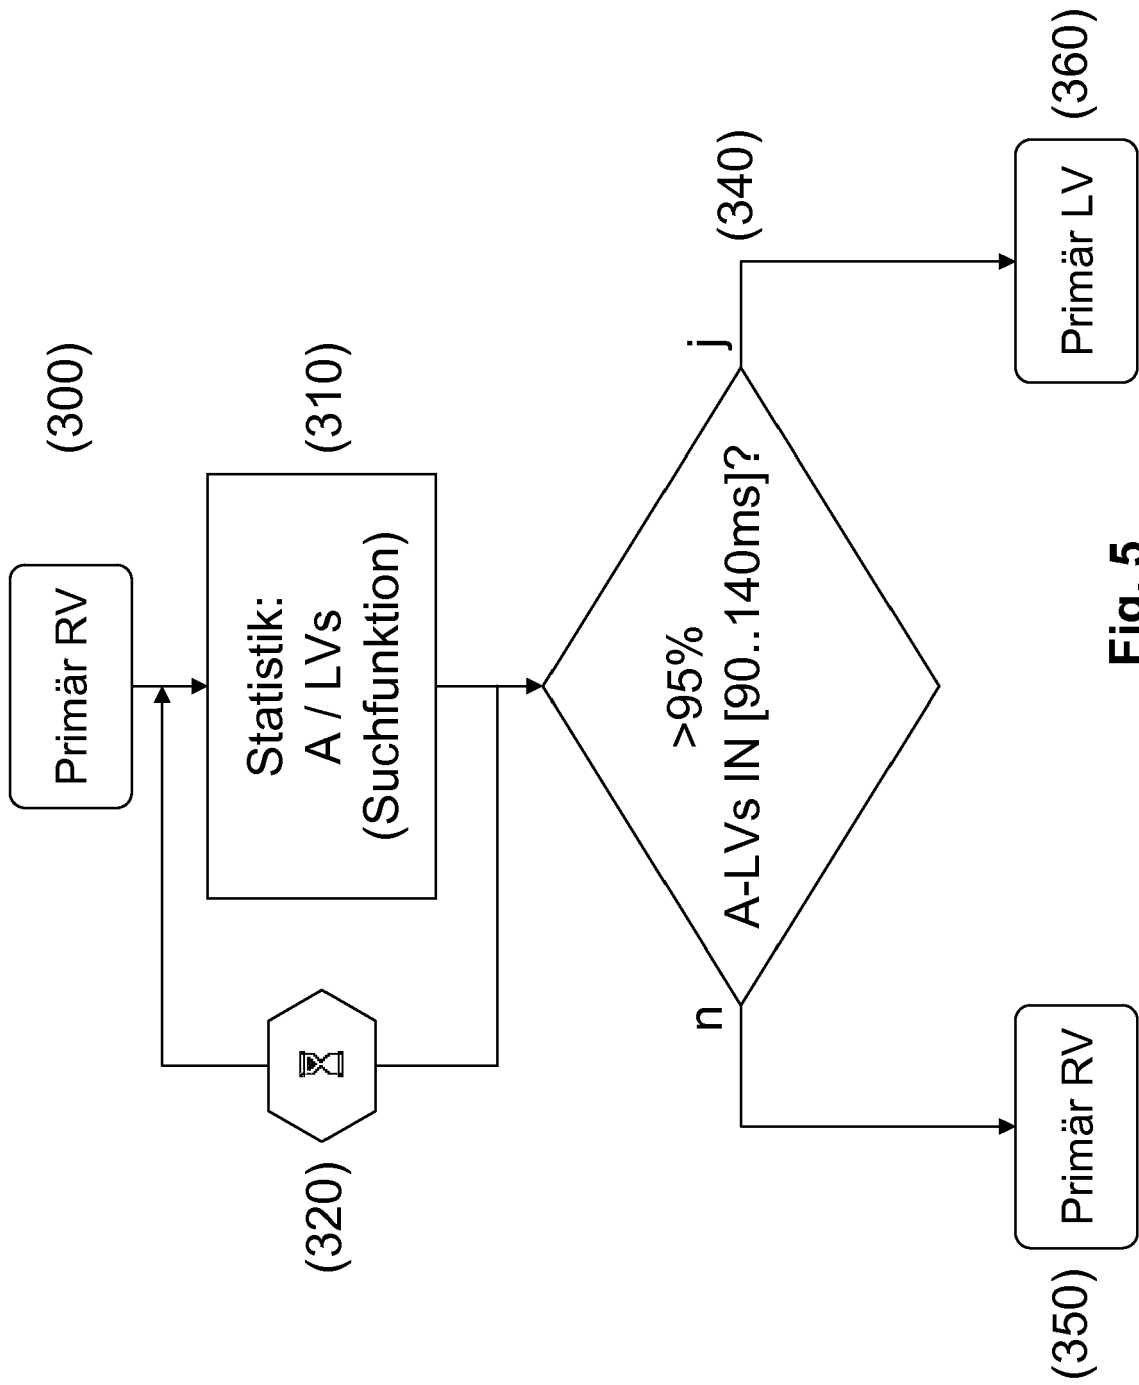 Primär RV
(300)
Statistik:
A / LVs
(Suchfunktion)
(310)
(320)
>95%
A-LVs IN [90..140ms]?
n
j
(340)
Primär RV
(350)
Primär LV
(360)
Fig. 5